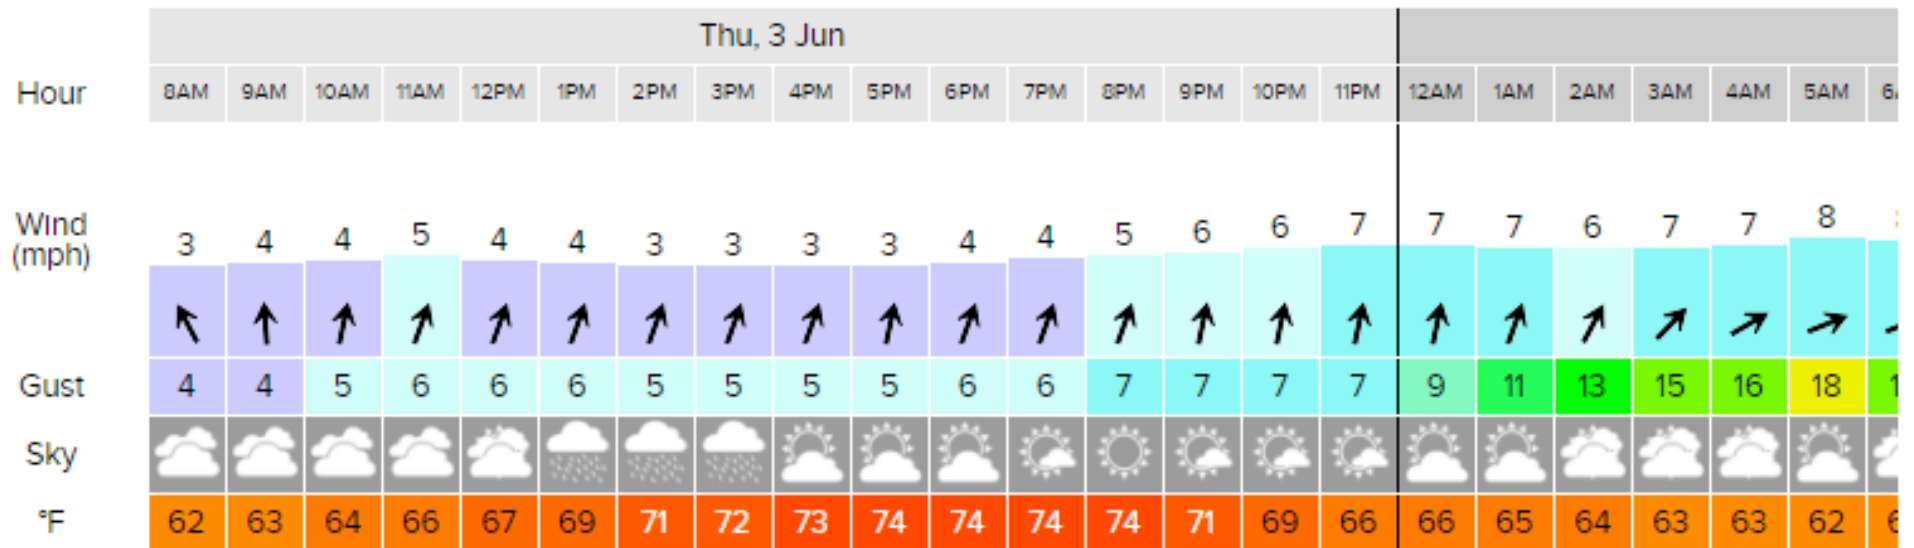 Thu, 3 Jun
Hour 8AM 9AM 10AM 11AM 12PM 1PM 2PM 3PM 4PM 5PM 6PM 7PM 8PM 9PM 10PM 11PM 12AM 1AM 2AM 3AM 4AM 5AM
Wind (mph) 3 4 4 5 4 4 3 3 3 3 4 4 5 6 6 7 7 7 6 7 7 8
Gust 4 4 5 6 6 6 5 5 5 5 6 6 7 7 7 7 9 11 13 15 16 18
Sky
°F 62 63 64 66 67 69 71 72 73 74 74 74 74 71 69 66 66 65 64 63 63 62